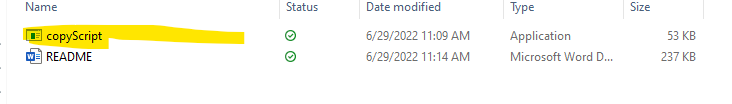 Name Status Date modified Type Size
copyScript 6/29/2022 11:09 AM Application 53 KB
README 6/29/2022 11:14 AM Microsoft Word D... 237 KB